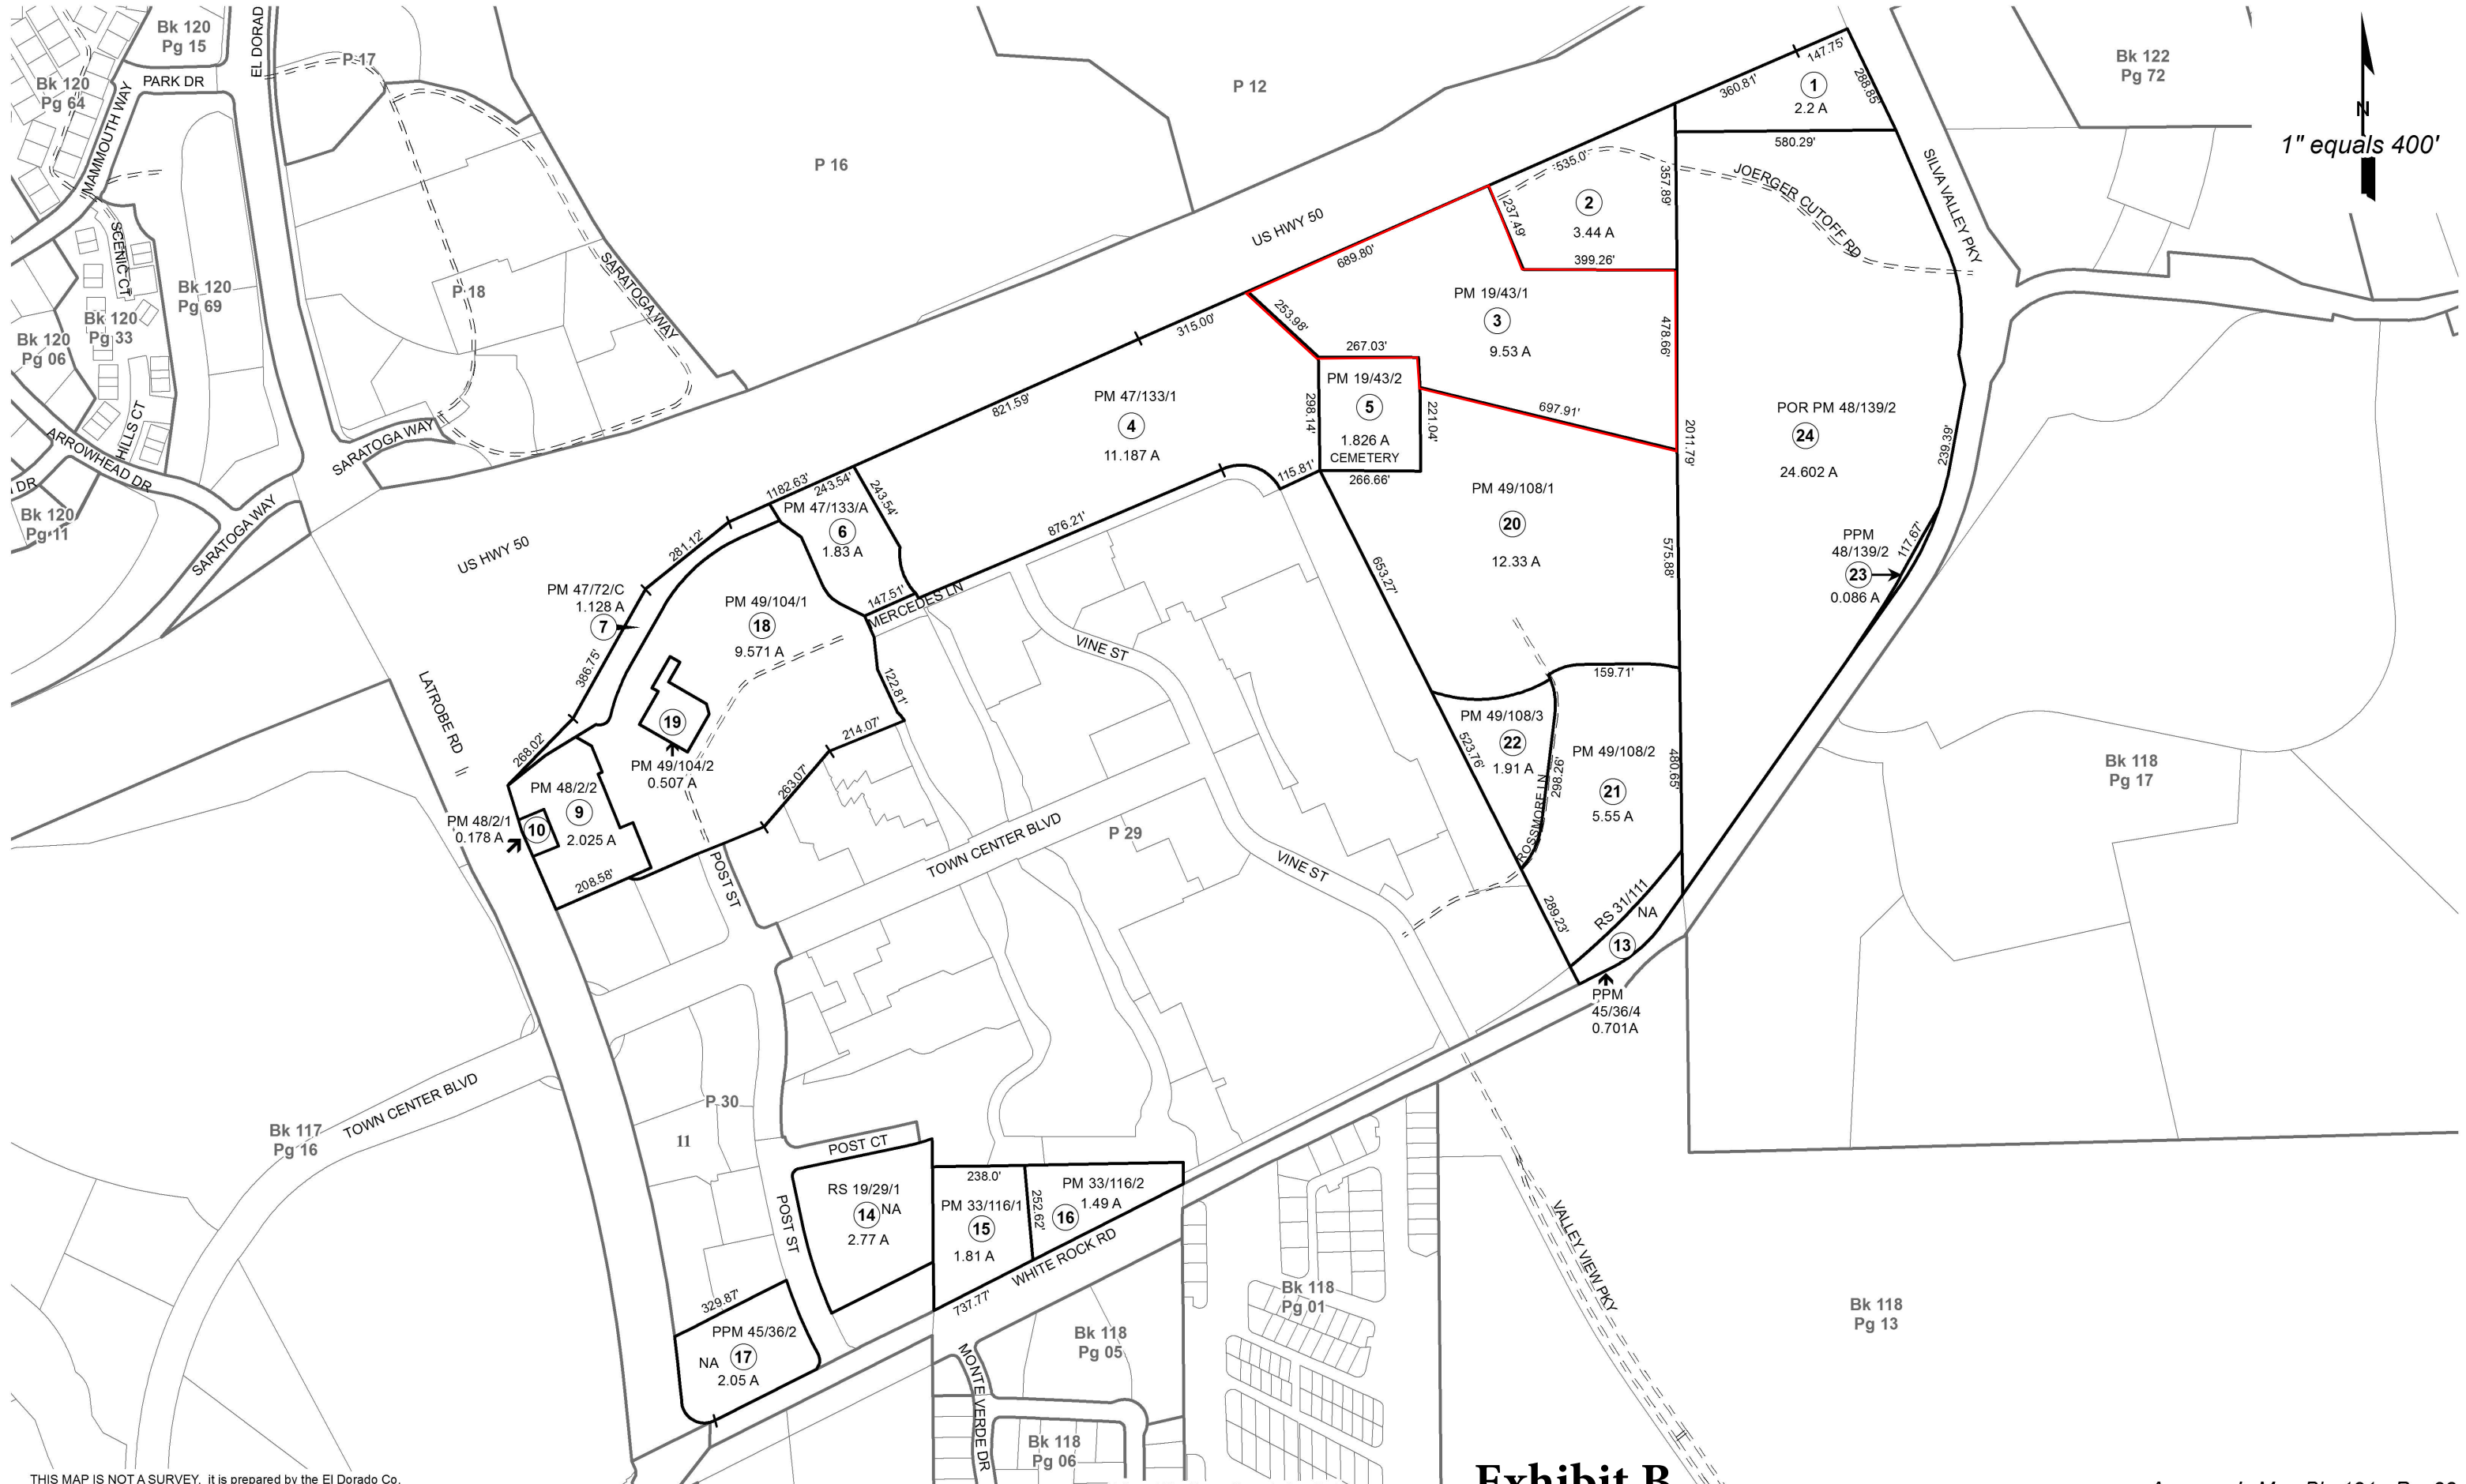 Bk 120
Pg 15
Bk 120
Pg 64
PARK DR
EL DORAD
MAMMOUTH WAY
P 17
P 12
P 16
Bk 122
Pg 72
N
1" equals 400'
147.75'
360.81'
288.85'
1
2.2 A
580.29'
SILVA VALLEY PKY
JOERGER CUTOFF RD
535.0'
357.89'
237.49'
2
3.44 A
399.26'
US HWY 50
689.80'
SCENIC CT
Bk 120
Pg 69
Bk 120
Pg 33
Bk 120
Pg 06
HILLS CT
P 18
SARATOGA WAY
SARATOGA WAY
ARROWHEAD DR
DR
Bk 120
Pg 11
SARATOGA WAY
PM 19/43/1
3
9.53 A
478.66'
253.98'
267.03'
315.00'
821.59'
PM 47/133/1
4
11.187 A
PM 19/43/2
5
1.826 A
CEMETERY
298.14'
221.04'
266.66'
115.81'
697.91'
2011.79'
POR PM 48/139/2
24
24.602 A
239.39'
PPM
48/139/2
23
0.086 A
117.67'
US HWY 50
1182.63'
243.54'
PM 47/133/A
6
1.83 A
243.54'
876.21'
281.12'
PM 47/72/C
1.128 A
7
386.75'
PM 49/104/1
18
9.571 A
147.51'
MERCEDES LN
122.81'
VINE ST
PM 49/108/1
20
12.33 A
653.27'
575.88'
159.71'
PM 49/108/3
22
1.91 A
523.76'
298.26'
ROSSMORE LN
PM 49/108/2
21
5.55 A
480.65'
LATROBE RD
268.02'
19
PM 49/104/2
0.507 A
214.07'
263.07'
PM 48/2/2
9
2.025 A
PM 48/2/1
0.178 A
10
208.58'
POST ST
TOWN CENTER BLVD
P 29
VINE ST
Bk 118
Pg 17
289.23'
RS 31/111
NA
13
PPM
45/36/4
0.701A
TOWN CENTER BLVD
Bk 117
Pg 16
P 30
11
POST CT
POST ST
RS 19/29/1
14
NA
2.77 A
238.0'
PM 33/116/1
15
1.81 A
252.62'
PM 33/116/2
16
1.49 A
WHITE ROCK RD
737.77'
329.87'
PPM 45/36/2
NA
17
2.05 A
MONTE VERDE DR
Bk 118
Pg 05
Bk 118
Pg 06
Bk 118
Pg 01
VALLEY VIEW PKY
Bk 118
Pg 13
THIS MAP IS NOT A SURVEY. it is prepared by the El Dorado Co.
Exhibit B